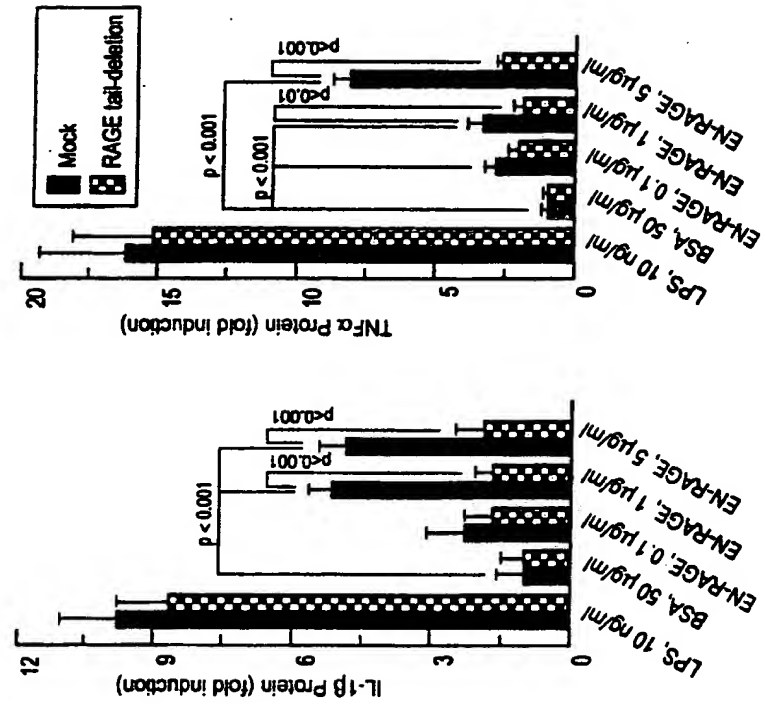 Mock
RAGE tail-deletion
TNFα Protein (fold induction)
20
15
10
5
0
p < 0.001
p < 0.001
p<0.01
p<0.001
LPS, 10 ng/ml
BSA, 50 μg/ml
EN-RAGE, 0.1 μg/ml
EN-RAGE, 1 μg/ml
EN-RAGE, 5 μg/ml
IL-1β Protein (fold induction)
12
9
6
3
0
p < 0.001
p<0.001
p<0.001
LPS, 10 ng/ml
BSA, 50 μg/ml
EN-RAGE, 0.1 μg/ml
EN-RAGE, 1 μg/ml
EN-RAGE, 5 μg/ml